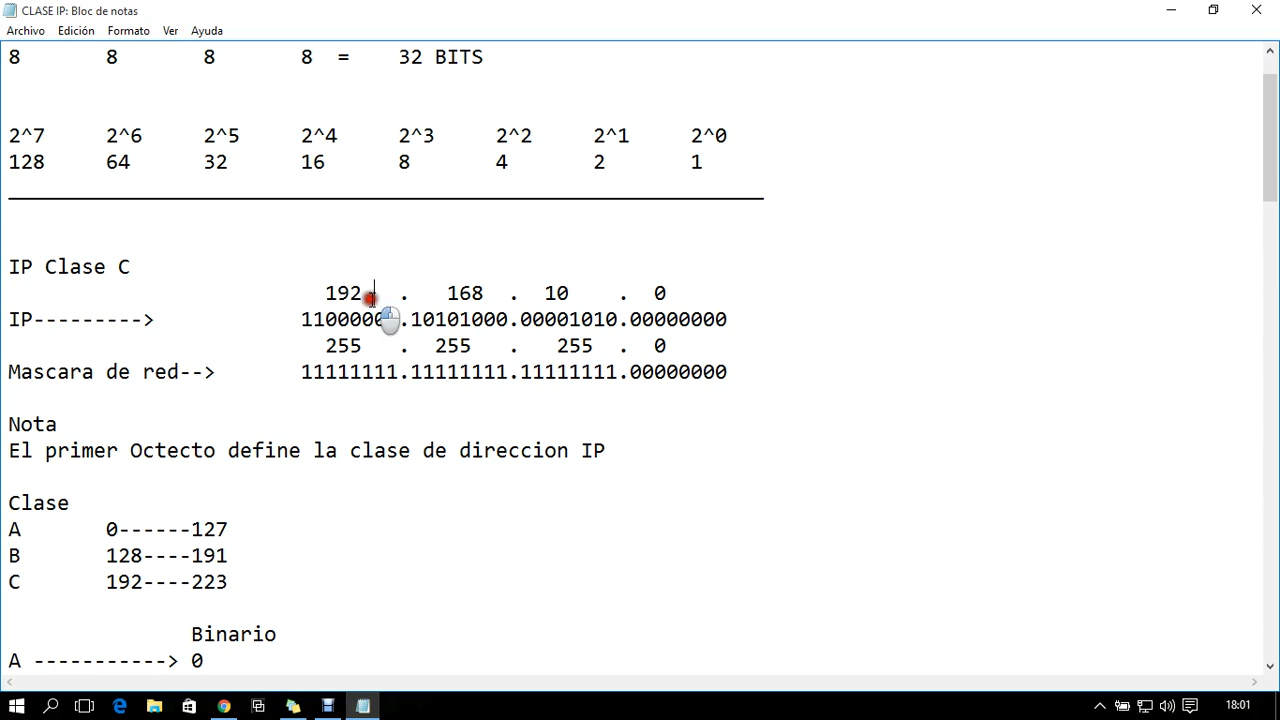 CLASE IP: Bloc de notas
Archivo Edición Formato Ver Ayuda
8 8 8 8 = 32 BITS
2^7 2^6 2^5 2^4 2^3 2^2 2^1 2^0
128 64 32 16 8 4 2 1
IP Clase C
192 . 168 . 10 . 0
IP---------> 1100000 .10101000.00001010.00000000
255 . 255 . 255 . 0
Mascara de red--> 11111111.11111111.11111111.00000000
Nota
El primer Octecto define la clase de direccion IP
Clase
A 0------127
B 128----191
C 192----223
Binario
A -----------> 0
18:01